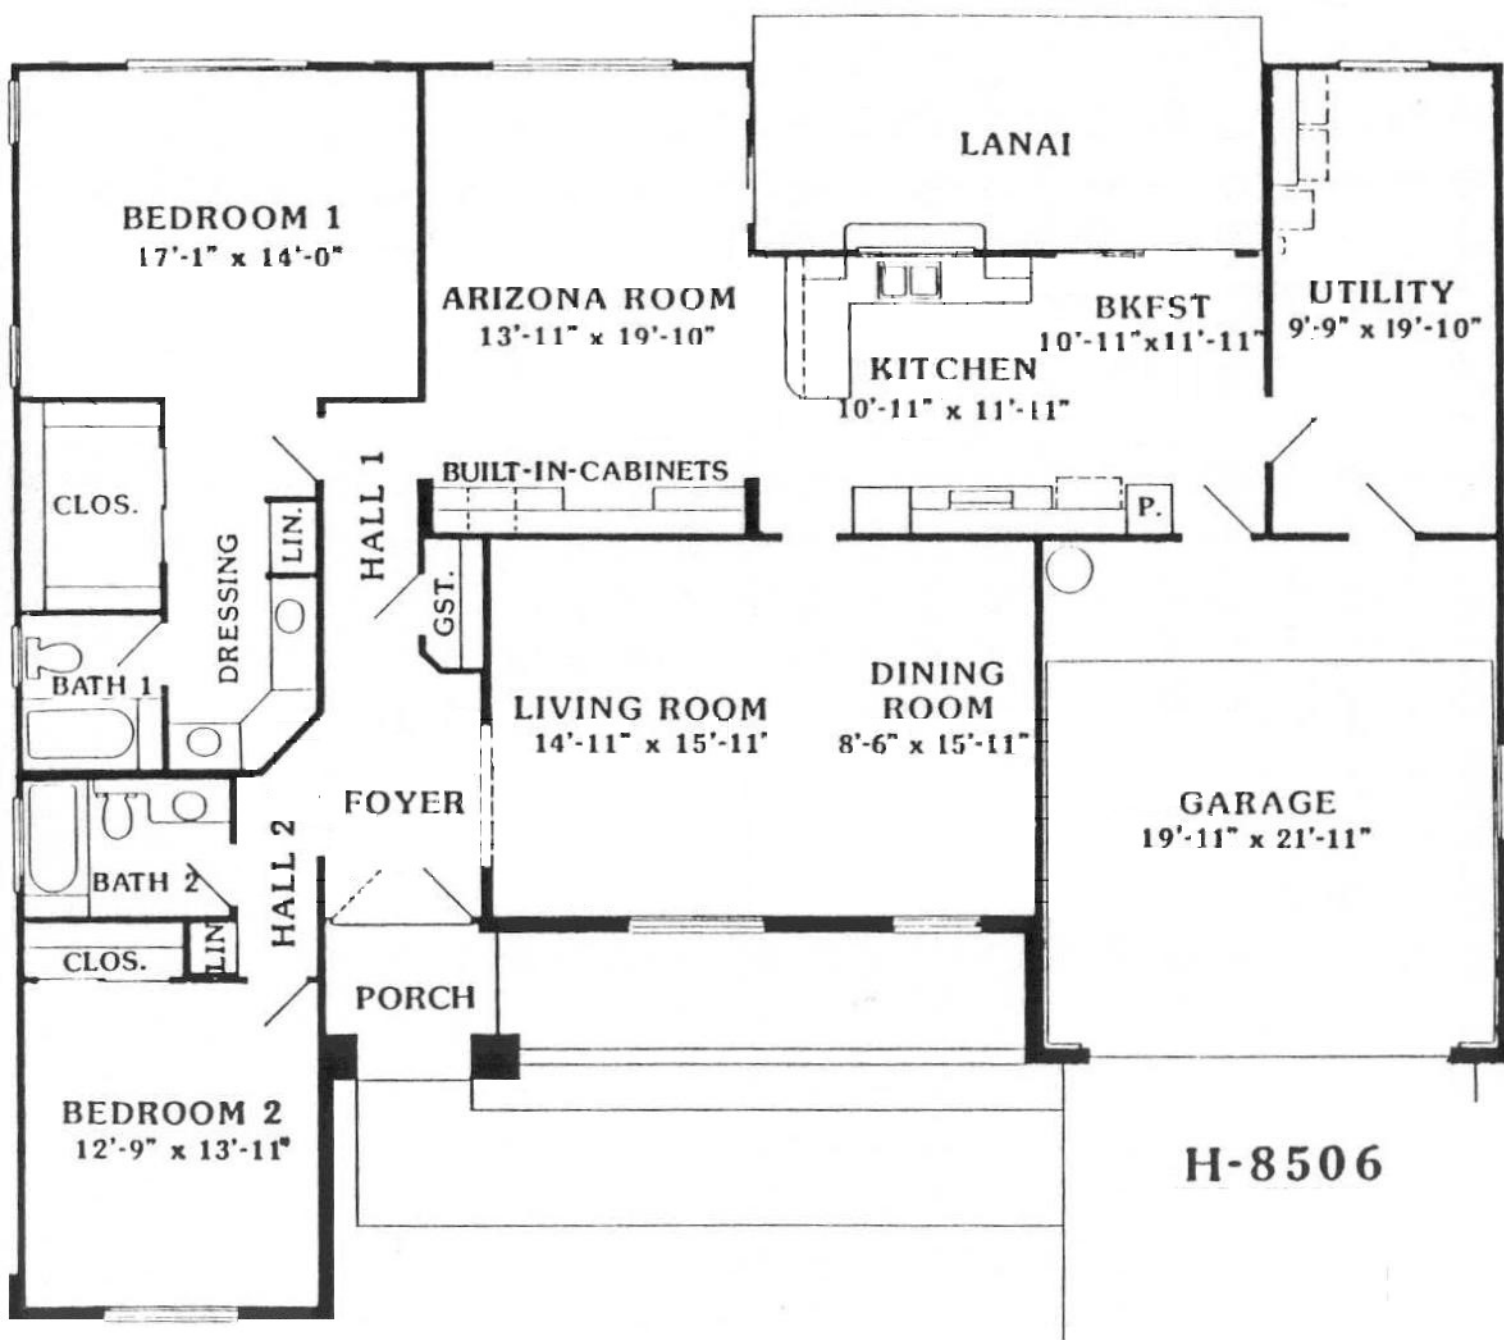 LANAI
BEDROOM 1
17'-1" x 14'-0"
ARIZONA ROOM
13'-11" x 19'-10"
BKFST
10'-11"x11'-11"
UTILITY
9'-9" x 19'-10"
KITCHEN
10'-11" x 11'-11"
BUILT-IN-CABINETS
CLOS.
LIN.
HALL 1
P.
DRESSING
GST.
BATH 1
LIVING ROOM
14'-11" x 15'-11'
DINING
ROOM
8'-6" x 15'-11"
FOYER
GARAGE
19'-11" x 21'-11"
BATH 2
HALL 2
CLOS.
LIN
PORCH
BEDROOM 2
12'-9" x 13'-11"
H-8506